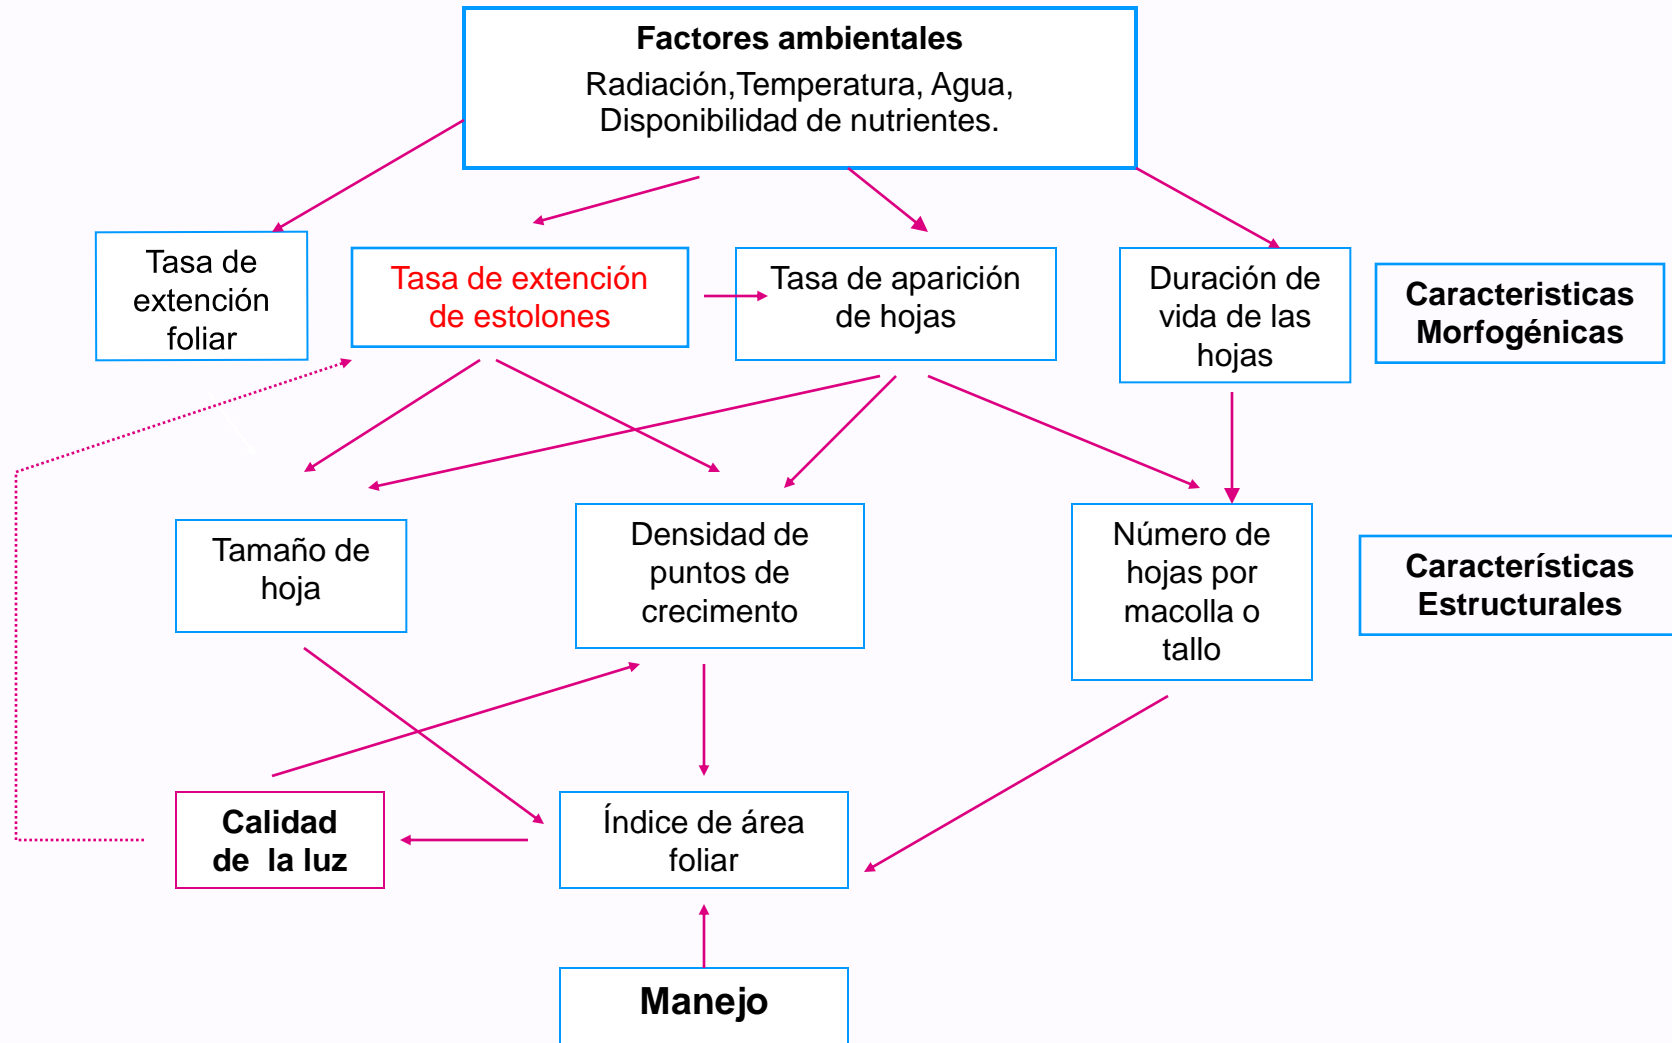 Factores ambientales
Radiación,Temperatura, Agua,
Disponibilidad de nutrientes.
Tasa de
extención
foliar
Tasa de extención
de estolones
Tasa de aparición
de hojas
Duración de
vida de las
hojas
Caracteristicas
Morfogénicas
Tamaño de
hoja
Densidad de
puntos de
crecimento
Número de
hojas por
macolla o
tallo
Características
Estructurales
Calidad
de la luz
Índice de área
foliar
Manejo